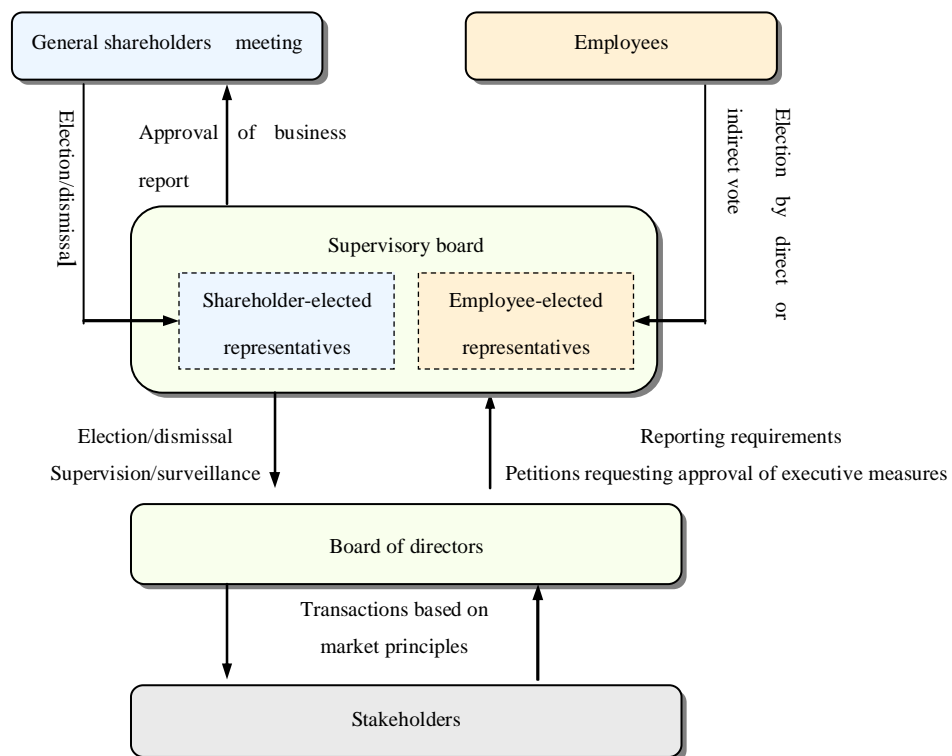 General shareholders meeting
Employees
Election/dismissal
Approval of business
report
Election by direct or
indirect vote
Supervisory board
Shareholder-elected
representatives
Employee-elected
representatives
Election/dismissal
Supervision/surveillance
Reporting requirements
Petitions requesting approval of executive measures
Board of directors
Transactions based on
market principles
Stakeholders